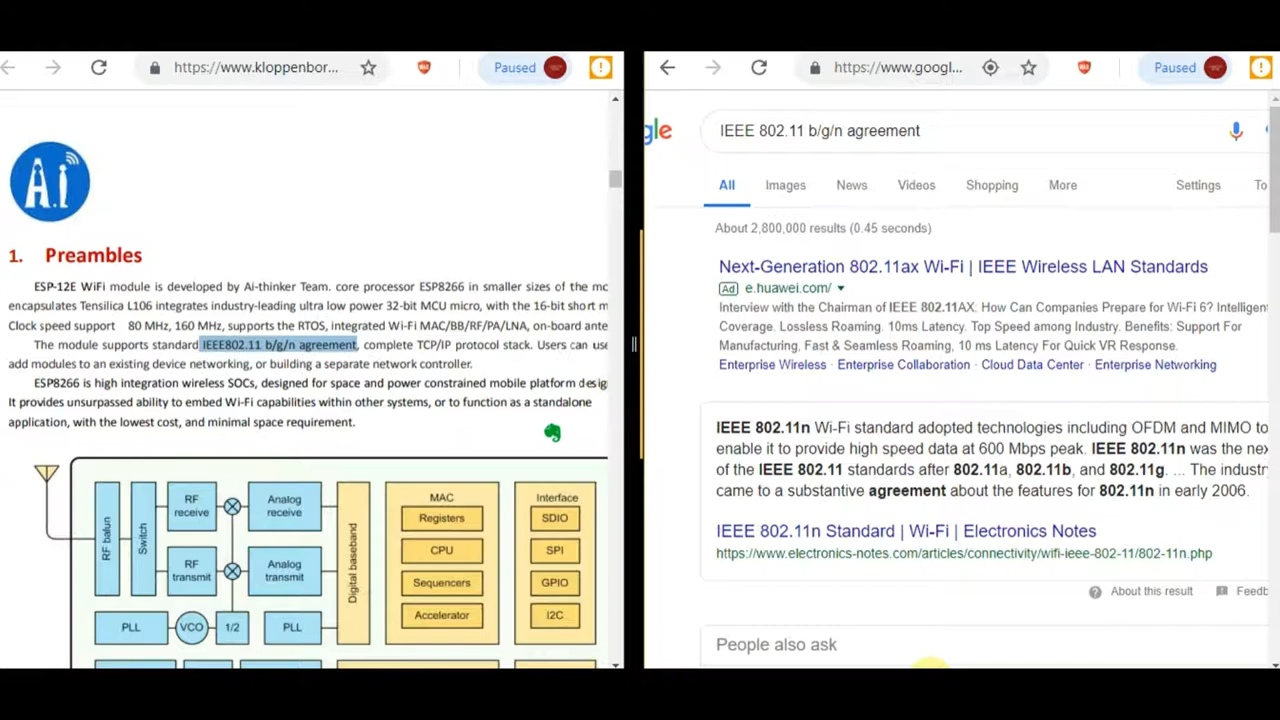 https://www.kloppenbor...
Paused
A.i
1. Preambles
ESP-12E WiFi module is developed by Ai-thinker Team. core processor ESP8266 in smaller sizes of the mo
encapsulates Tensilica L106 integrates industry-leading ultra low power 32-bit MCU micro, with the 16-bit short m
Clock speed support 80 MHz, 160 MHz, supports the RTOS, integrated Wi-Fi MAC/BB/RF/PA/LNA, on-board ante
The module supports standard IEEE802.11 b/g/n agreement, complete TCP/IP protocol stack. Users can use
add modules to an existing device networking, or building a separate network controller.
ESP8266 is high integration wireless SOCs, designed for space and power constrained mobile platform desig
It provides unsurpassed ability to embed Wi-Fi capabilities within other systems, or to function as a standalone
application, with the lowest cost, and minimal space requirement.
RF balun
Switch
RF
receive
RF
transmit
Analog
receive
Analog
transmit
PLL
VCO
1/2
PLL
Digital baseband
MAC
Registers
CPU
Sequencers
Accelerator
Interface
SDIO
SPI
GPIO
I2C
https://www.googl...
Paused
gle
IEEE 802.11 b/g/n agreement
All Images News Videos Shopping More Settings To
About 2,800,000 results (0.45 seconds)
Next-Generation 802.11ax Wi-Fi | IEEE Wireless LAN Standards
Ad e.huawei.com/
Interview with the Chairman of IEEE 802.11AX. How Can Companies Prepare for Wi-Fi 6? Intelligen
Coverage. Lossless Roaming. 10ms Latency. Top Speed among Industry. Benefits: Support For
Manufacturing, Fast & Seamless Roaming, 10 ms Latency For Quick VR Response.
Enterprise Wireless · Enterprise Collaboration · Cloud Data Center · Enterprise Networking
IEEE 802.11n Wi-Fi standard adopted technologies including OFDM and MIMO to
enable it to provide high speed data at 600 Mbps peak. IEEE 802.11n was the nex
of the IEEE 802.11 standards after 802.11a, 802.11b, and 802.11g. ... The industry
came to a substantive agreement about the features for 802.11n in early 2006.
IEEE 802.11n Standard | Wi-Fi | Electronics Notes
https://www.electronics-notes.com/articles/connectivity/wifi-ieee-802-11/802-11n.php
About this result Feedb
People also ask